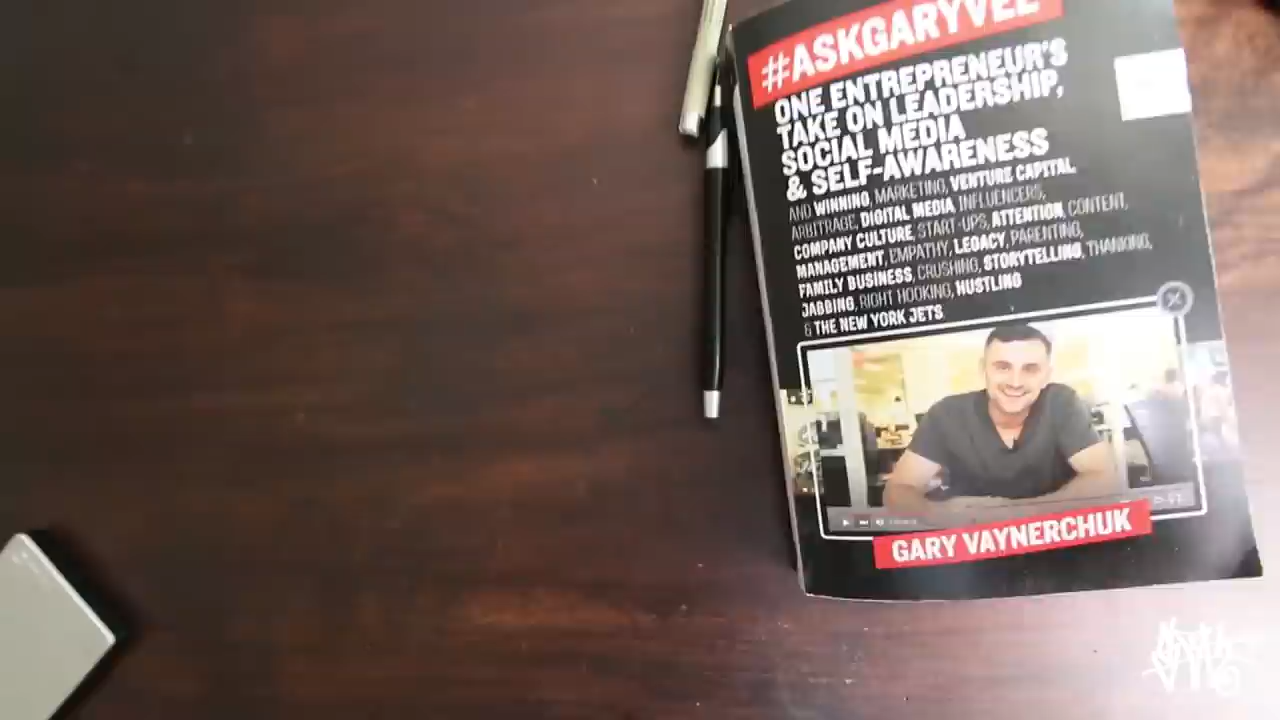 #ASKGARYVEE
ONE ENTREPRENEUR'S
TAKE ON LEADERSHIP,
SOCIAL MEDIA
& SELF-AWARENESS
AND WINNING, MARKETING, VENTURE CAPITAL,
ARBITRAGE, DIGITAL MEDIA INFLUENCERS,
COMPANY CULTURE, START-UPS, ATTENTION, CONTENT,
MANAGEMENT, EMPATHY, LEGACY, PARENTING,
FAMILY BUSINESS, CRUSHING, STORYTELLING, THANKING,
JABBING, RIGHT HOOKING, HUSTLING
& THE NEW YORK JETS
GARY VAYNERCHUK